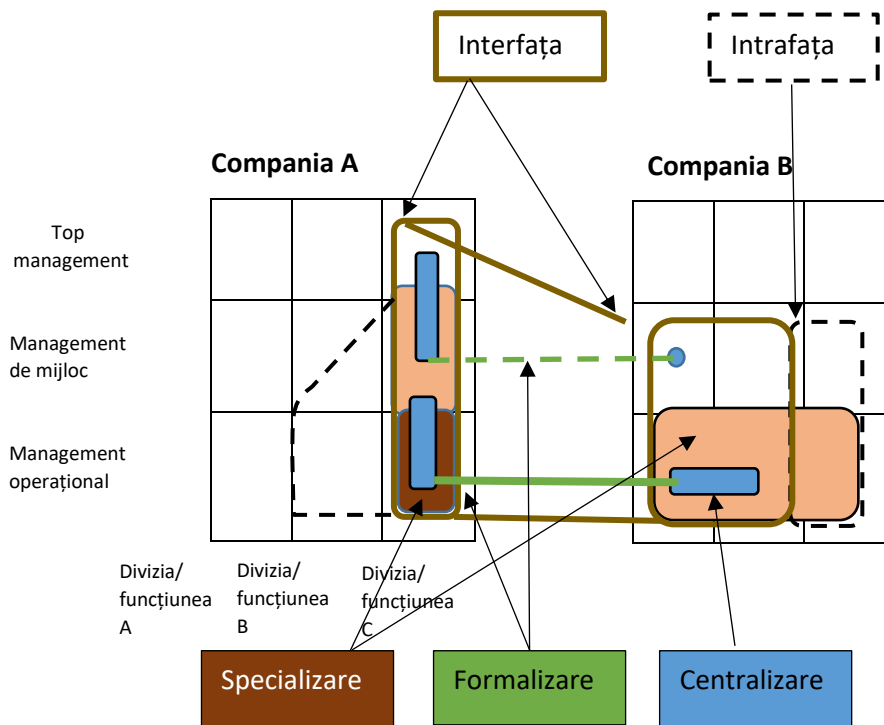 Interfața
Intrafața
Compania A
Compania B
Top
management
Management
de mijloc
Management
operațional
Divizia/
funcțiunea
A
Divizia/
funcțiunea
B
Divizia/
funcțiunea
C
Specializare
Formalizare
Centralizare